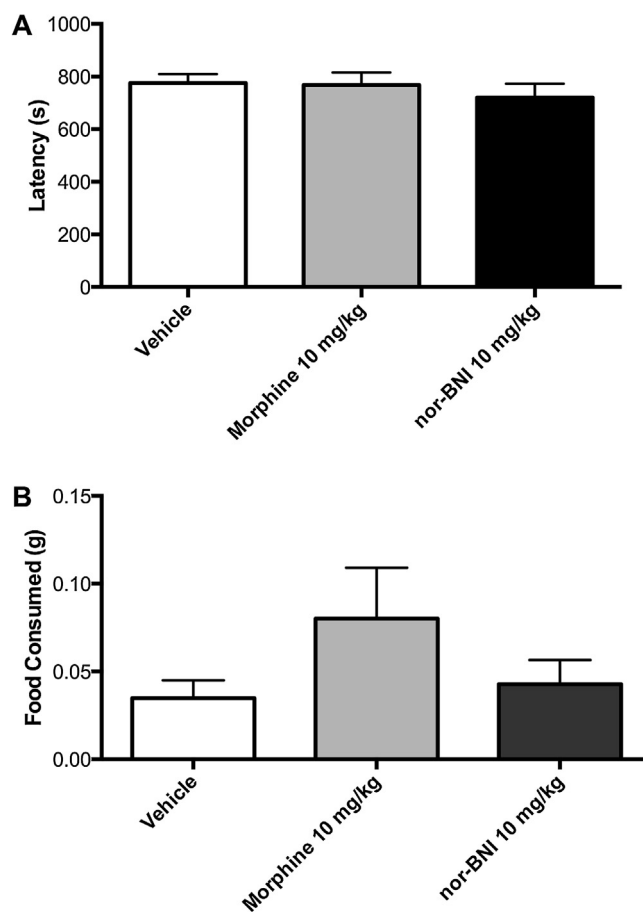 A
1000
800
600
400
200
0
Latency (s)
Vehicle
Morphine 10 mg/kg
nor-BNI 10 mg/kg
B
0.15
0.10
0.05
0.00
Food Consumed (g)
Vehicle
Morphine 10 mg/kg
nor-BNI 10 mg/kg